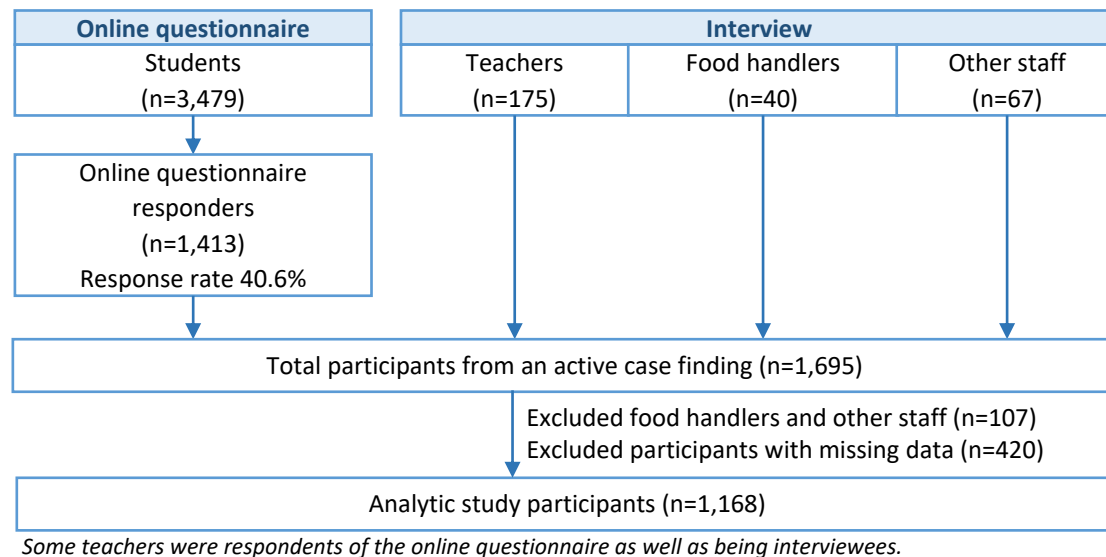 Online questionnaire
Students
(n=3,479)
Interview
Teachers
(n=175)
Food handlers
(n=40)
Other staff
(n=67)
Online questionnaire
responders
(n=1,413)
Response rate 40.6%
Total participants from an active case finding (n=1,695)
Excluded food handlers and other staff (n=107)
Excluded participants with missing data (n=420)
Analytic study participants (n=1,168)
Some teachers were respondents of the online questionnaire as well as being interviewees.